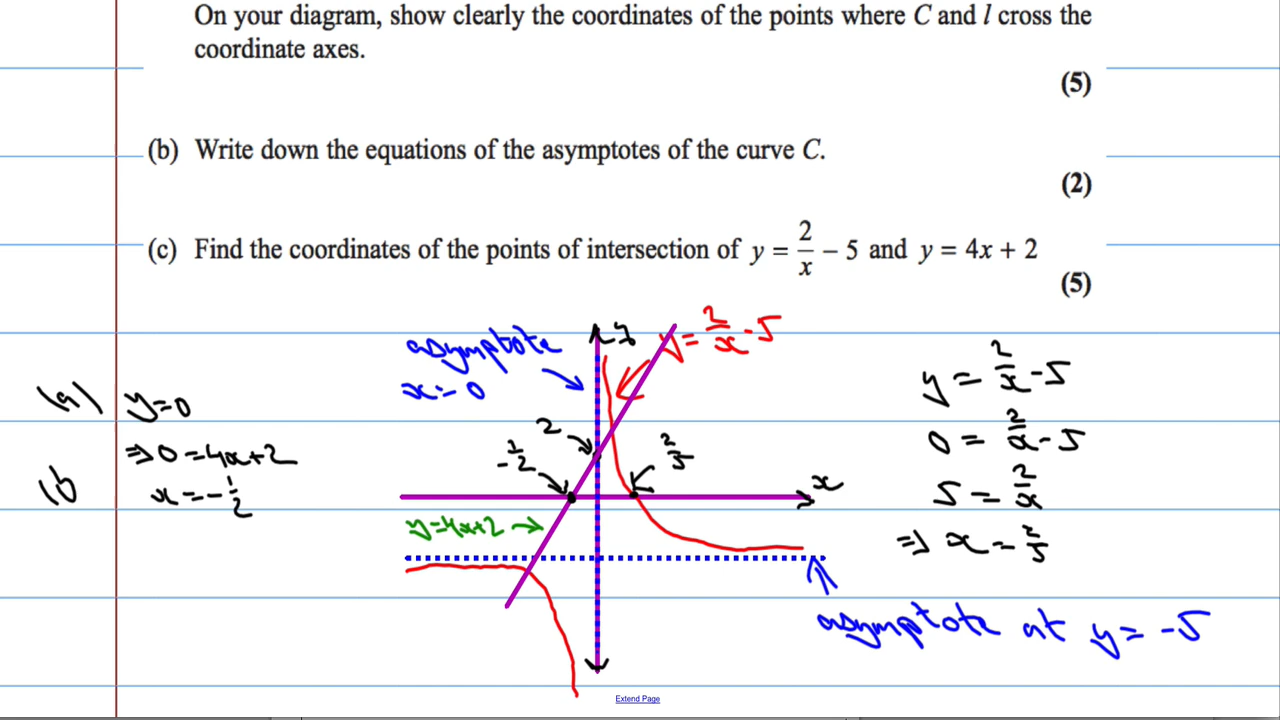 On your diagram, show clearly the coordinates of the points where C and l cross the
coordinate axes.
(5)
(b) Write down the equations of the asymptotes of the curve C.
(2)
(c) Find the coordinates of the points of intersection of y = 2/x − 5 and y = 4x + 2
(5)
asymptote
x=0
y
y = 2/x - 5
(a) y=0
⇒ 0=4x+2
(b
x = -1/2
2
-1/2
2/5
x
y=4x+2
y = 2/x - 5
0 = 2/x - 5
5 = 2/x
⇒ x = 2/5
asymptote at y = -5
Extend Page